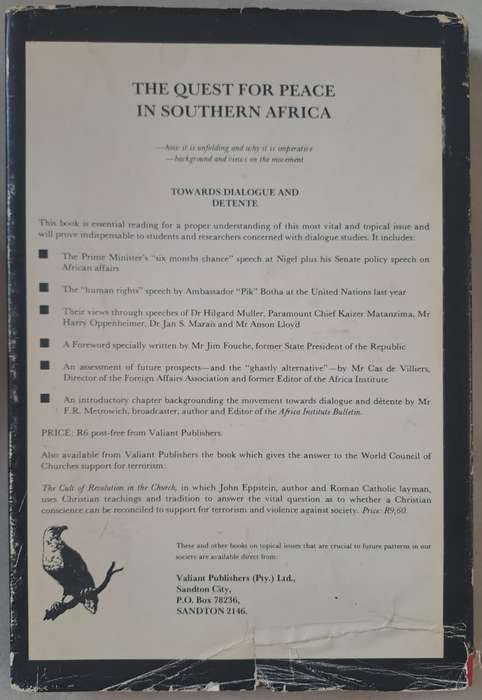 THE QUEST FOR PEACE
IN SOUTHERN AFRICA
—how it is unfolding and why it is imperative
—background and views on the movement
TOWARDS DIALOGUE AND
DETENTE
This book is essential reading for a proper understanding of this most vital and topical issue and
will prove indispensable to students and researchers concerned with dialogue studies. It includes:
The Prime Minister's "six months chance" speech at Nigel plus his Senate policy speech on
African affairs
The "human rights" speech by Ambassador "Pik" Botha at the United Nations last year
Their views through speeches of Dr Hilgard Muller, Paramount Chief Kaizer Matanzima, Mr
Harry Oppenheimer, Dr Jan S. Marais and Mr Anson Lloyd
A Foreword specially written by Mr Jim Fouche, former State President of the Republic
An assessment of future prospects—and the "ghastly alternative"—by Mr Cas de Villiers,
Director of the Foreign Affairs Association and former Editor of the Africa Institute
An introductory chapter backgrounding the movement towards dialogue and détente by Mr
F.R. Metrowich, broadcaster, author and Editor of the Africa Institute Bulletin.
PRICE: R6 post-free from Valiant Publishers.
Also available from Valiant Publishers the book which gives the answer to the World Council of
Churches support for terrorism:
The Cult of Revolution in the Church, in which John Eppstein, author and Roman Catholic layman,
uses Christian teachings and tradition to answer the vital question as to whether a Christian
conscience can be reconciled to support for terrorism and violence against society. Price: R9,60.
These and other books on topical issues that are crucial to future patterns in our
society are available direct from:
Valiant Publishers (Pty.) Ltd.,
Sandton City,
P.O. Box 78236,
SANDTON 2146.